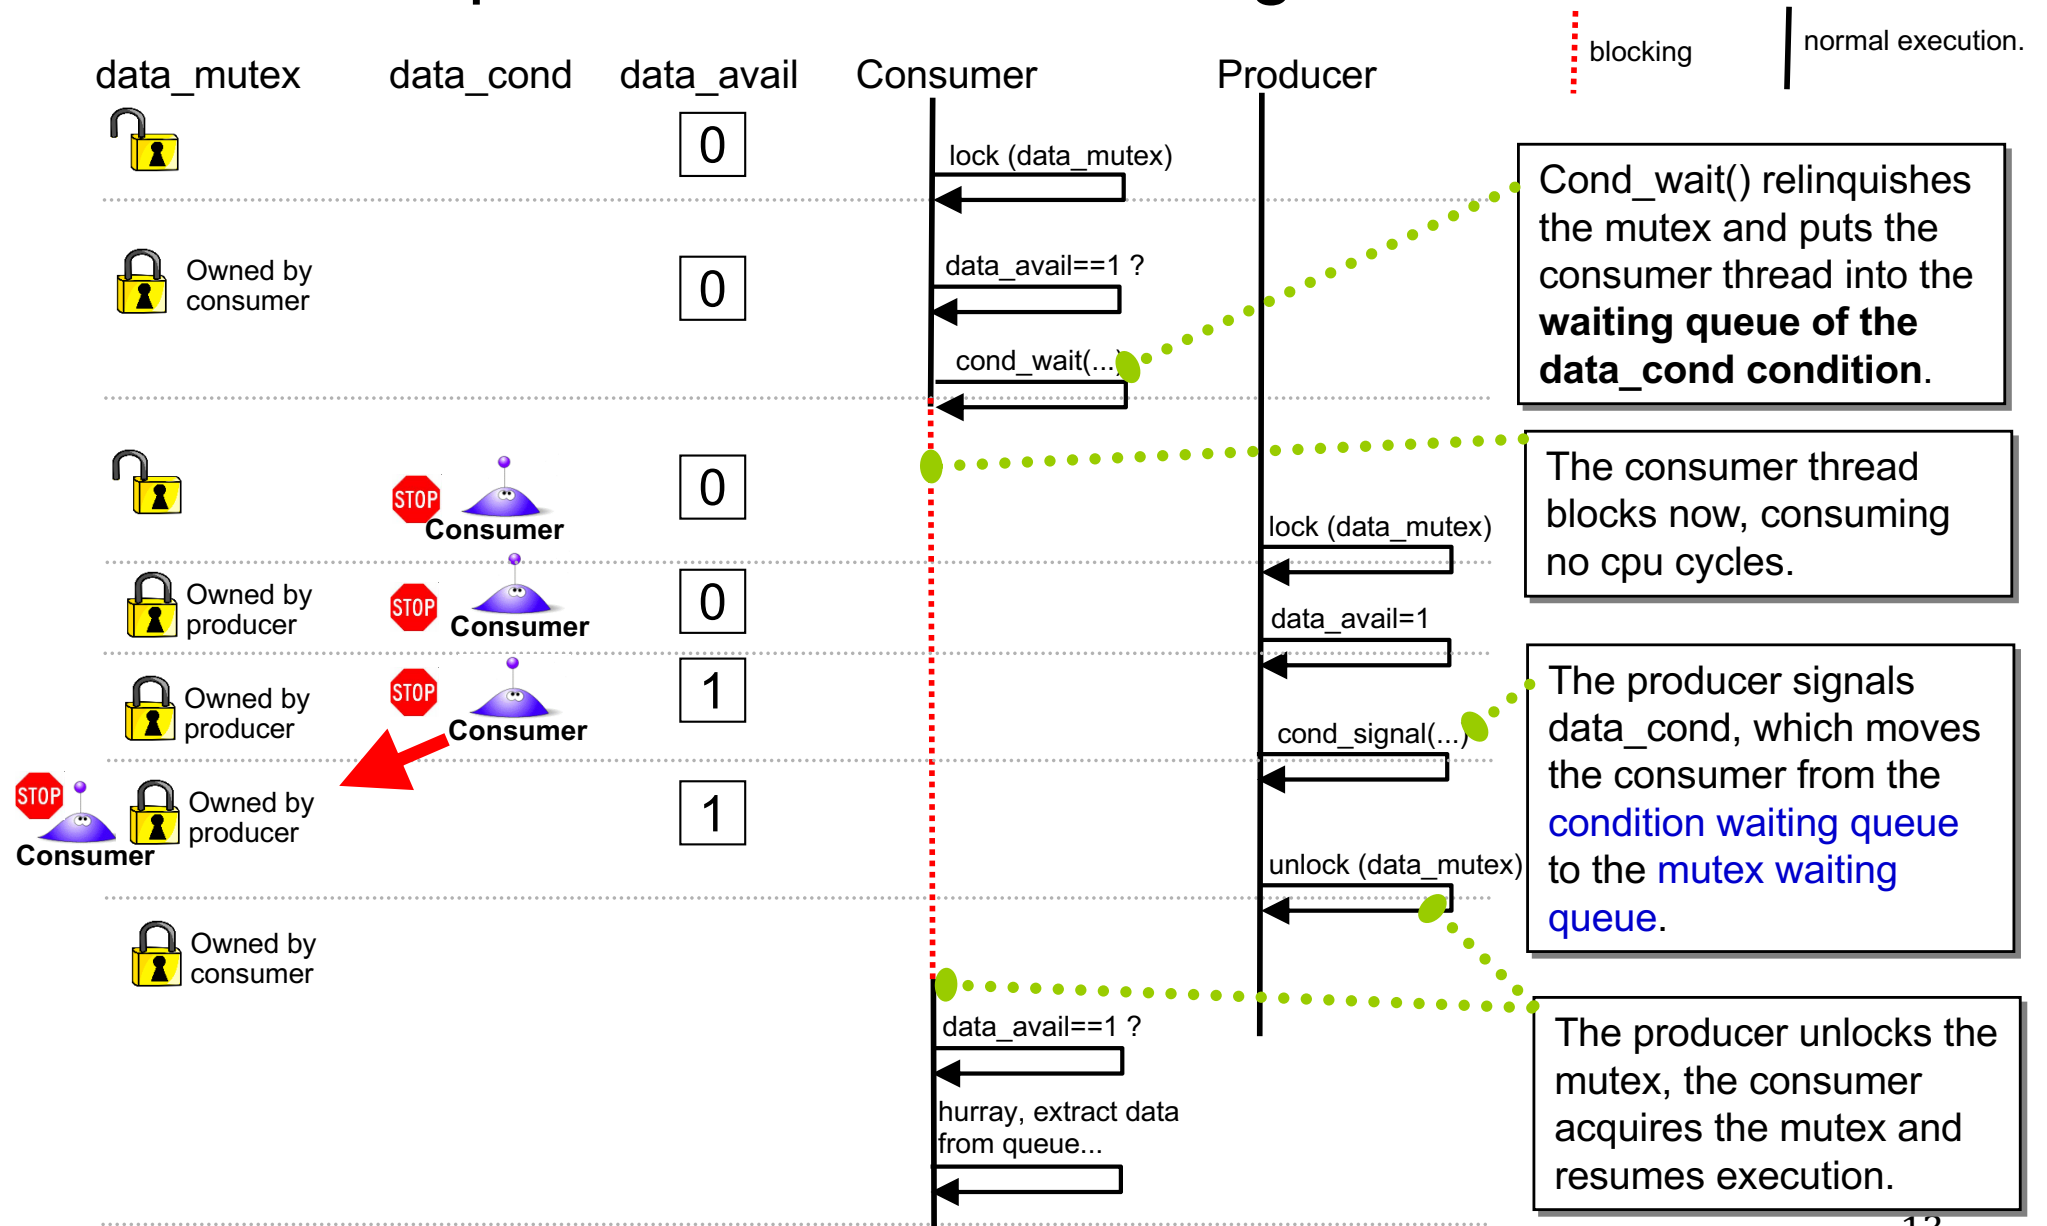 blocking
normal execution.
data_mutex
data_cond
data_avail
Consumer
Producer
0
lock (data_mutex)
Cond_wait() relinquishes
the mutex and puts the
consumer thread into the
waiting queue of the
data_cond condition.
Owned by
consumer
0
data_avail==1 ?
cond_wait(...)
STOP
Consumer
0
The consumer thread
blocks now, consuming
no cpu cycles.
lock (data_mutex)
Owned by
producer
STOP
Consumer
0
data_avail=1
Owned by
producer
STOP
Consumer
1
cond_signal(...)
The producer signals
data_cond, which moves
the consumer from the
condition waiting queue
to the mutex waiting
queue.
STOP
Consumer
Owned by
producer
1
unlock (data_mutex)
Owned by
consumer
data_avail==1 ?
The producer unlocks the
mutex, the consumer
acquires the mutex and
resumes execution.
hurray, extract data
from queue...